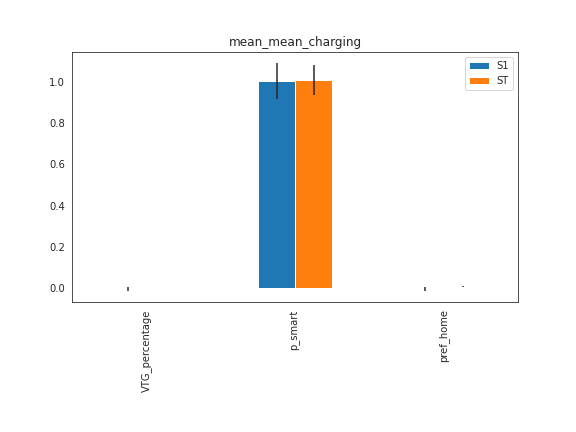 mean_mean_charging
S1
ST
1.0
0.8
0.6
0.4
0.2
0.0
VTG_percentage
p_smart
pref_home